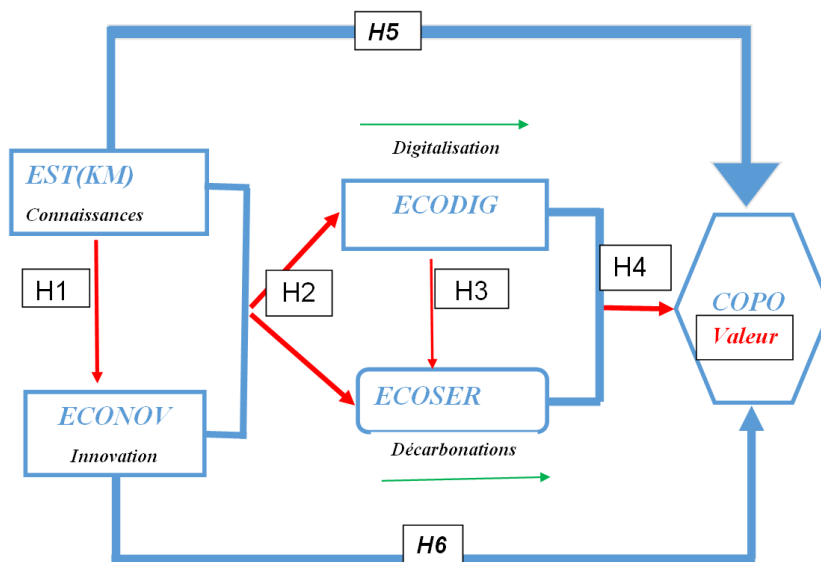 H5
Digitalisation
EST(KM)
Connaissances
ECODIG
H1
H2
H3
H4
COPO
Valeur
ECONOV
Innovation
ECOSER
Décarbonations
H6